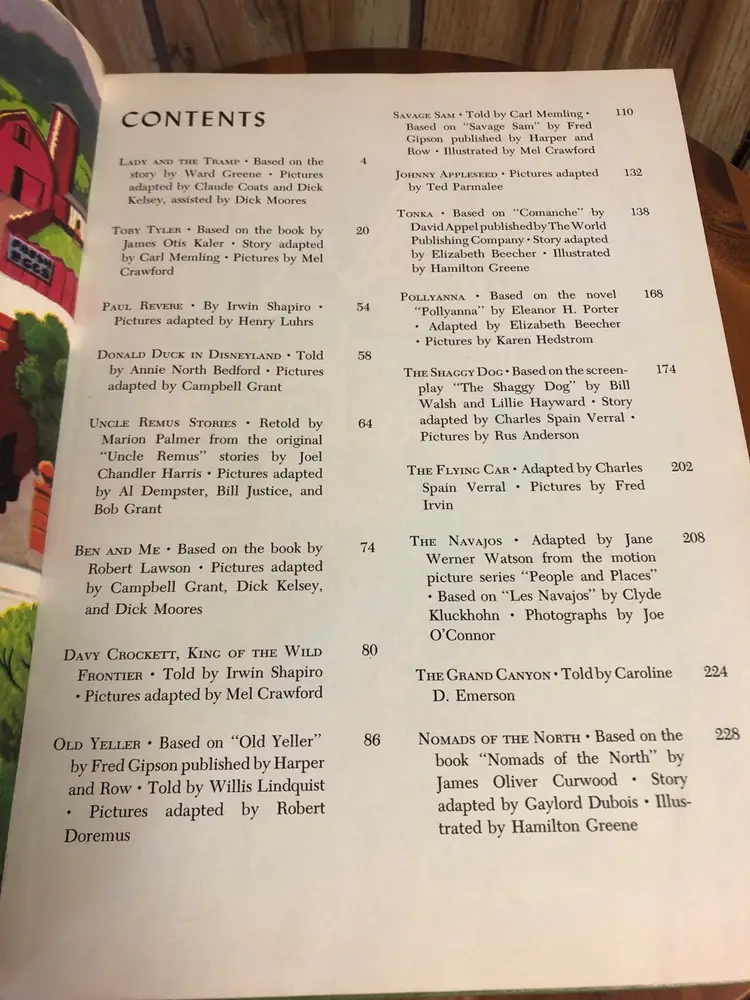 FRESH
EGGS
CONTENTS
LADY AND THE TRAMP • Based on the 4
story by Ward Greene • Pictures
adapted by Claude Coats and Dick
Kelsey, assisted by Dick Moores
TOBY TYLER • Based on the book by 20
James Otis Kaler • Story adapted
by Carl Memling • Pictures by Mel
Crawford
PAUL REVERE • By Irwin Shapiro • 54
Pictures adapted by Henry Luhrs
DONALD DUCK IN DISNEYLAND • Told 58
by Annie North Bedford • Pictures
adapted by Campbell Grant
UNCLE REMUS STORIES • Retold by 64
Marion Palmer from the original
"Uncle Remus" stories by Joel
Chandler Harris • Pictures adapted
by Al Dempster, Bill Justice, and
Bob Grant
BEN AND ME • Based on the book by 74
Robert Lawson • Pictures adapted
by Campbell Grant, Dick Kelsey,
and Dick Moores
DAVY CROCKETT, KING OF THE WILD 80
FRONTIER • Told by Irwin Shapiro
• Pictures adapted by Mel Crawford
OLD YELLER • Based on "Old Yeller" 86
by Fred Gipson published by Harper
and Row • Told by Willis Lindquist
• Pictures adapted by Robert
Doremus
SAVAGE SAM • Told by Carl Memling • 110
Based on "Savage Sam" by Fred
Gipson published by Harper and
Row • Illustrated by Mel Crawford
JOHNNY APPLESEED • Pictures adapted 132
by Ted Parmalee
TONKA • Based on "Comanche" by 138
David Appel published by The World
Publishing Company • Story adapted
by Elizabeth Beecher • Illustrated
by Hamilton Greene
POLLYANNA • Based on the novel 168
"Pollyanna" by Eleanor H. Porter
• Adapted by Elizabeth Beecher
• Pictures by Karen Hedstrom
THE SHAGGY DOG • Based on the screen- 174
play "The Shaggy Dog" by Bill
Walsh and Lillie Hayward • Story
adapted by Charles Spain Verral •
Pictures by Rus Anderson
THE FLYING CAR • Adapted by Charles 202
Spain Verral • Pictures by Fred
Irvin
THE NAVAJOS • Adapted by Jane 208
Werner Watson from the motion
picture series "People and Places"
• Based on "Les Navajos" by Clyde
Kluckhohn • Photographs by Joe
O'Connor
THE GRAND CANYON • Told by Caroline 224
D. Emerson
NOMADS OF THE NORTH • Based on the 228
book "Nomads of the North" by
James Oliver Curwood • Story
adapted by Gaylord Dubois • Illus-
trated by Hamilton Greene